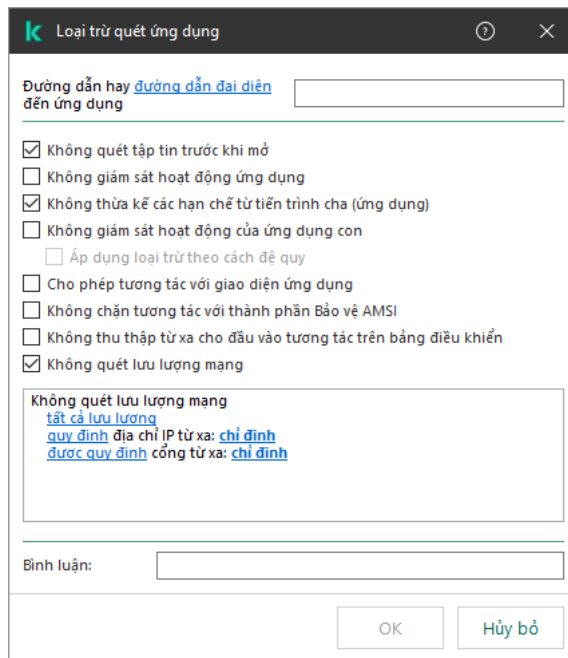 Loại trừ quét ứng dụng
Đường dẫn hay đường dẫn đại diện
đến ứng dụng
Không quét tập tin trước khi mở
Không giám sát hoạt động ứng dụng
Không thừa kế các hạn chế từ tiến trình cha (ứng dụng)
Không giám sát hoạt động của ứng dụng con
Áp dụng loại trừ theo cách đệ quy
Cho phép tương tác với giao diện ứng dụng
Không chặn tương tác với thành phần Bảo vệ AMSI
Không thu thập từ xa cho đầu vào tương tác trên bảng điều khiển
Không quét lưu lượng mạng
Không quét lưu lượng mạng
tất cả lưu lượng
quy định địa chỉ IP từ xa: chỉ định
được quy định cổng từ xa: chỉ định
Bình luận:
OK
Hủy bỏ